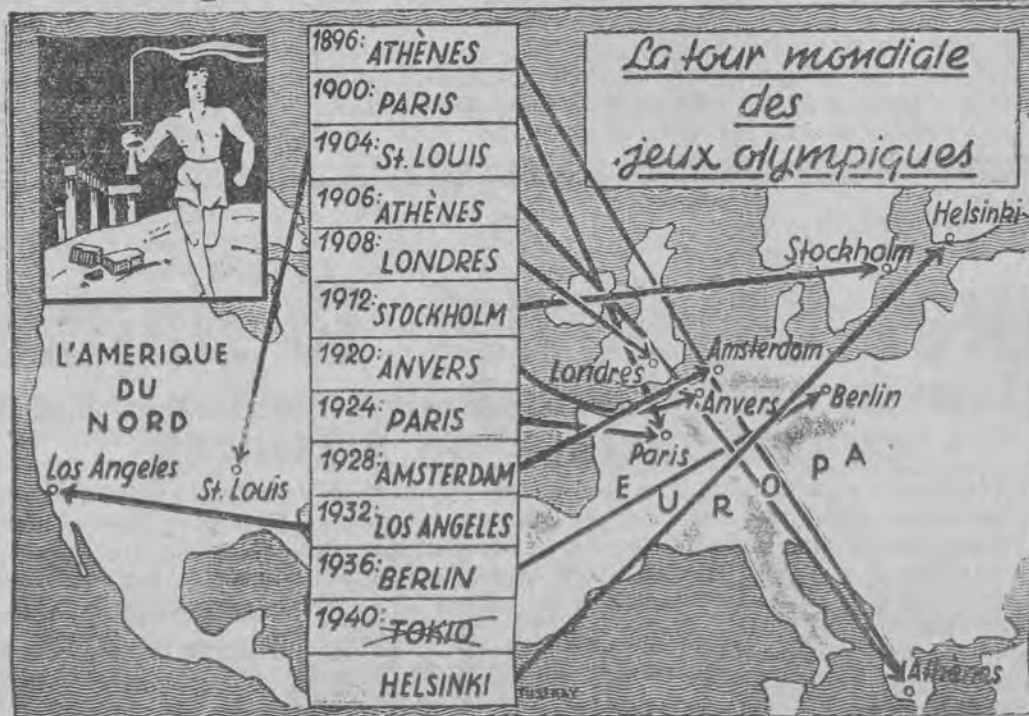 La tour mondiale
des
jeux olympiques
1896: ATHÈNES
1900: PARIS
1904: St. LOUIS
1906: ATHÈNES
1908: LONDRES
1912: STOCKHOLM
1920: ANVERS
1924: PARIS
1928: AMSTERDAM
1932: LOS ANGELES
1936: BERLIN
1940: TOKIO
HELSINKI
L'AMERIQUE
DU
NORD
Los Angeles
St. Louis
Helsinki
Stockholm
Londres
Amsterdam
Anvers
Berlin
Paris
EUROPA
Athènes